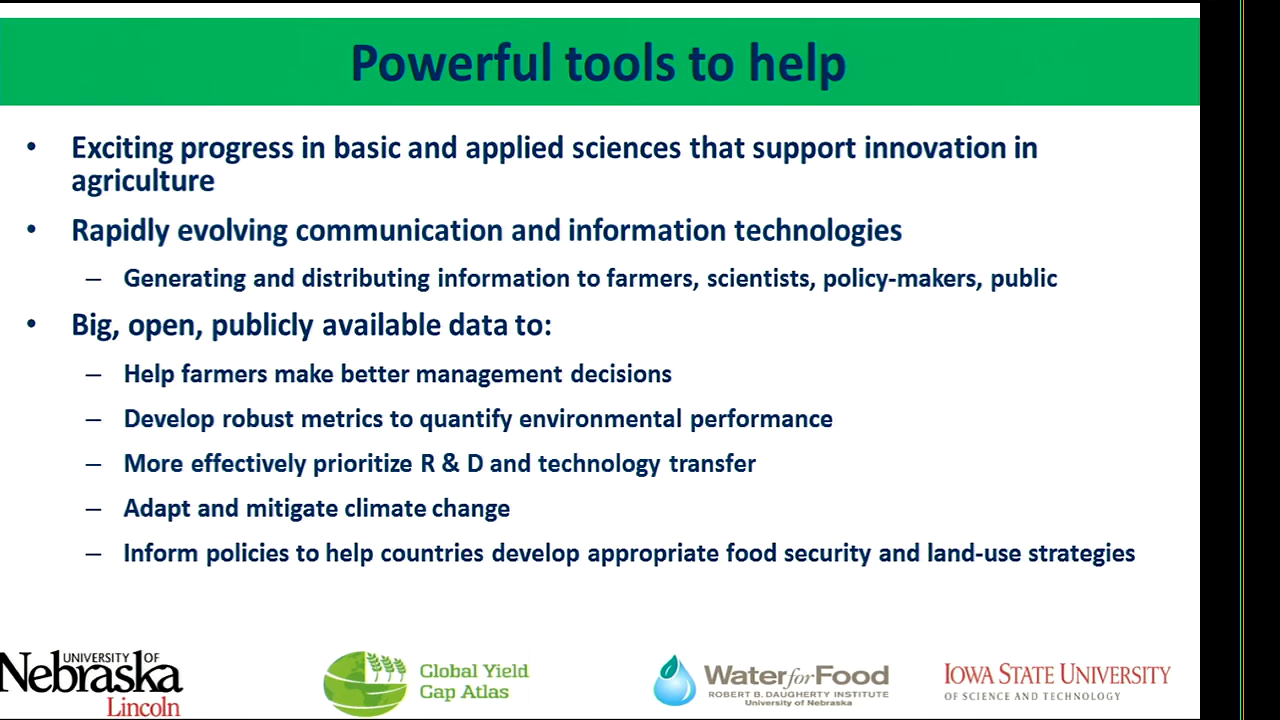 Powerful tools to help
• Exciting progress in basic and applied sciences that support innovation in
agriculture
• Rapidly evolving communication and information technologies
– Generating and distributing information to farmers, scientists, policy-makers, public
• Big, open, publicly available data to:
– Help farmers make better management decisions
– Develop robust metrics to quantify environmental performance
– More effectively prioritize R & D and technology transfer
– Adapt and mitigate climate change
– Inform policies to help countries develop appropriate food security and land-use strategies
UNIVERSITY OF
Nebraska
Lincoln
Global Yield
Gap Atlas
Water for Food
ROBERT B. DAUGHERTY INSTITUTE
University of Nebraska
IOWA STATE UNIVERSITY
OF SCIENCE AND TECHNOLOGY